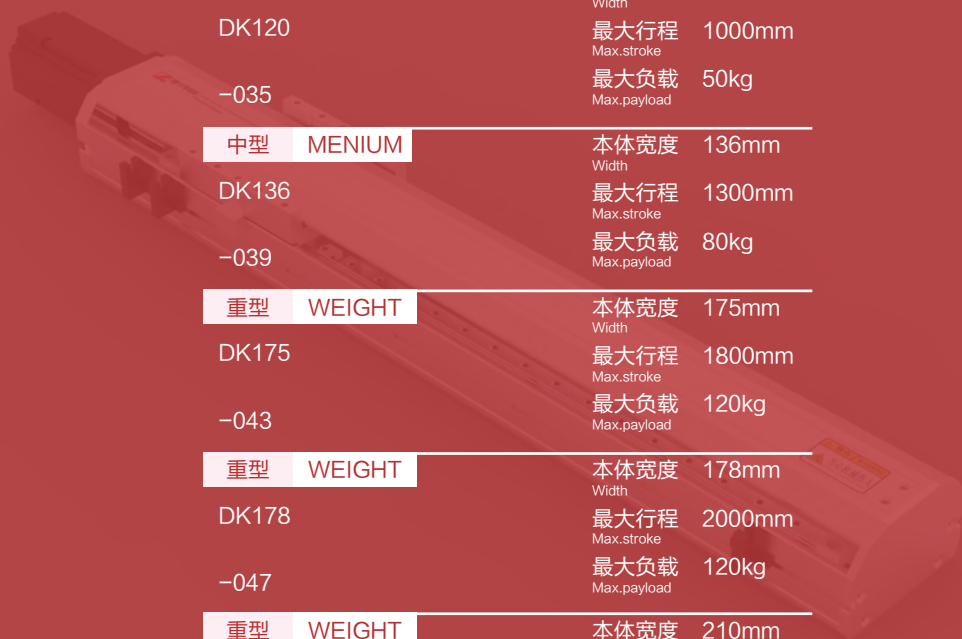 Width
DK120
最大行程 1000mm
Max.stroke
最大负载 50kg
Max.payload
-035
中型 MENIUM
本体宽度 136mm
Width
DK136
最大行程 1300mm
Max.stroke
最大负载 80kg
Max.payload
-039
重型 WEIGHT
本体宽度 175mm
Width
DK175
最大行程 1800mm
Max.stroke
最大负载 120kg
Max.payload
-043
重型 WEIGHT
本体宽度 178mm
Width
DK178
最大行程 2000mm
Max.stroke
最大负载 120kg
Max.payload
-047
重型 WEIGHT
本体宽度 210mm